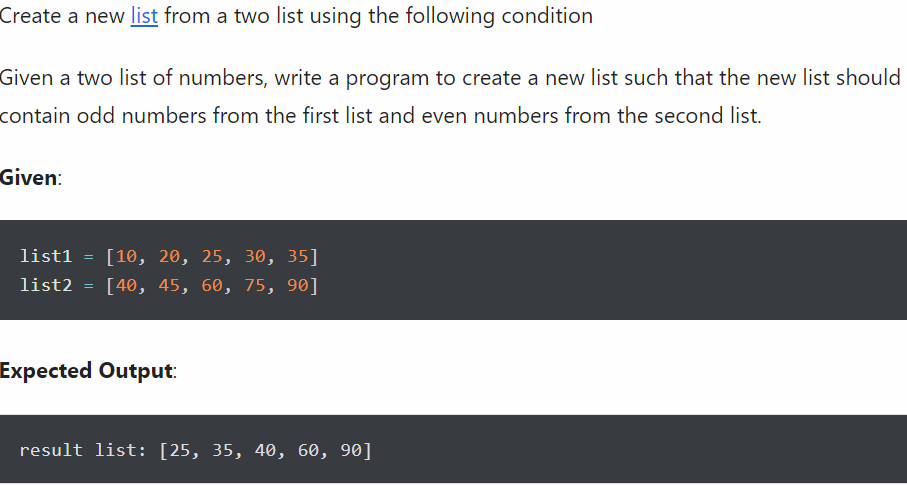 Create a new list from a two list using the following condition
Given a two list of numbers, write a program to create a new list such that the new list should
contain odd numbers from the first list and even numbers from the second list.
Given:
list1 = [10, 20, 25, 30, 35]
list2 = [40, 45, 60, 75, 90]
Expected Output:
result list: [25, 35, 40, 60, 90]